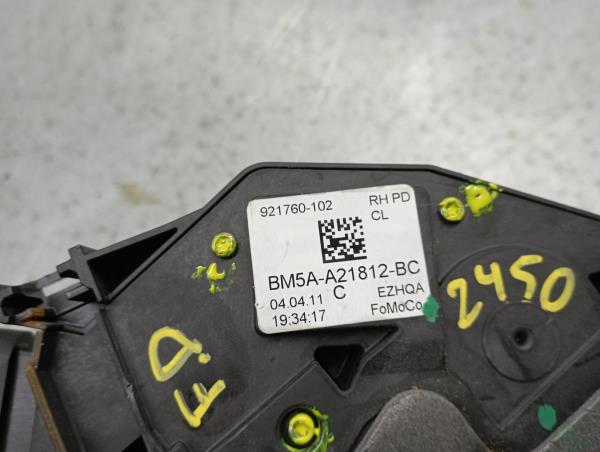 921760-102 RH PD
CL
BM5A-A21812-BC
04.04.11 C EZHQA
19:34:17 FoMoCo
2450
FD